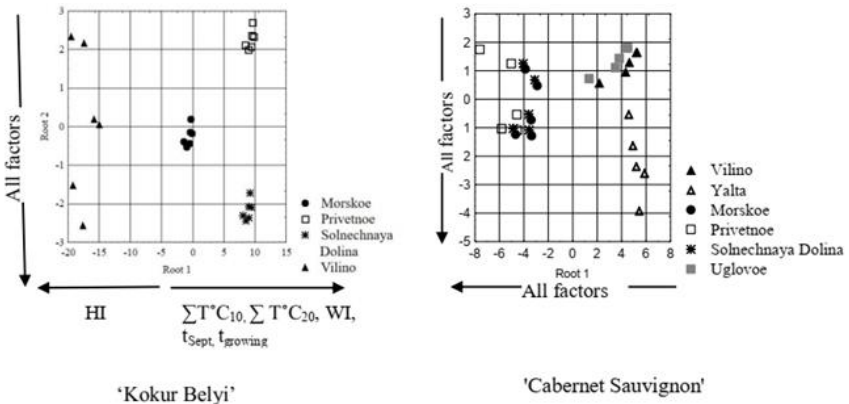 All factors
Root 2
3
2
1
0
-1
-2
-3
-20 -15 -10 -5 0 5 10 15
Root 1
Morskoe
Privetnoe
Solnechnaya
Dolina
Vilino
HI
∑T°C10, ∑ T°C20, WI,
tSept, tgrowing
'Kokur Belyi'
All factors
3
2
1
0
-1
-2
-3
-4
-5
-8 -6 -4 -2 0 2 4 6 8
Root 1
All factors
Vilino
Yalta
Morskoe
Privetnoe
Solnechnaya Dolina
Uglovoe
'Cabernet Sauvignon'